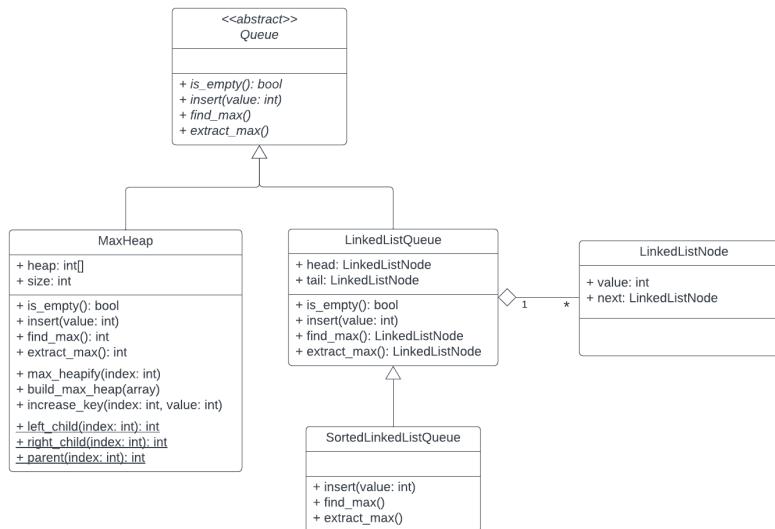 <<abstract>>
Queue
+ is_empty(): bool
+ insert(value: int)
+ find_max()
+ extract_max()
MaxHeap
+ heap: int[]
+ size: int
+ is_empty(): bool
+ insert(value: int)
+ find_max(): int
+ extract_max(): int
+ max_heapify(index: int)
+ build_max_heap(array)
+ increase_key(index: int, value: int)
+ left_child(index: int): int
+ right_child(index: int): int
+ parent(index: int): int
LinkedListQueue
+ head: LinkedListNode
+ tail: LinkedListNode
+ is_empty(): bool
+ insert(value: int)
+ find_max(): LinkedListNode
+ extract_max(): LinkedListNode
1
*
LinkedListNode
+ value: int
+ next: LinkedListNode
SortedLinkedListQueue
+ insert(value: int)
+ find_max()
+ extract_max()